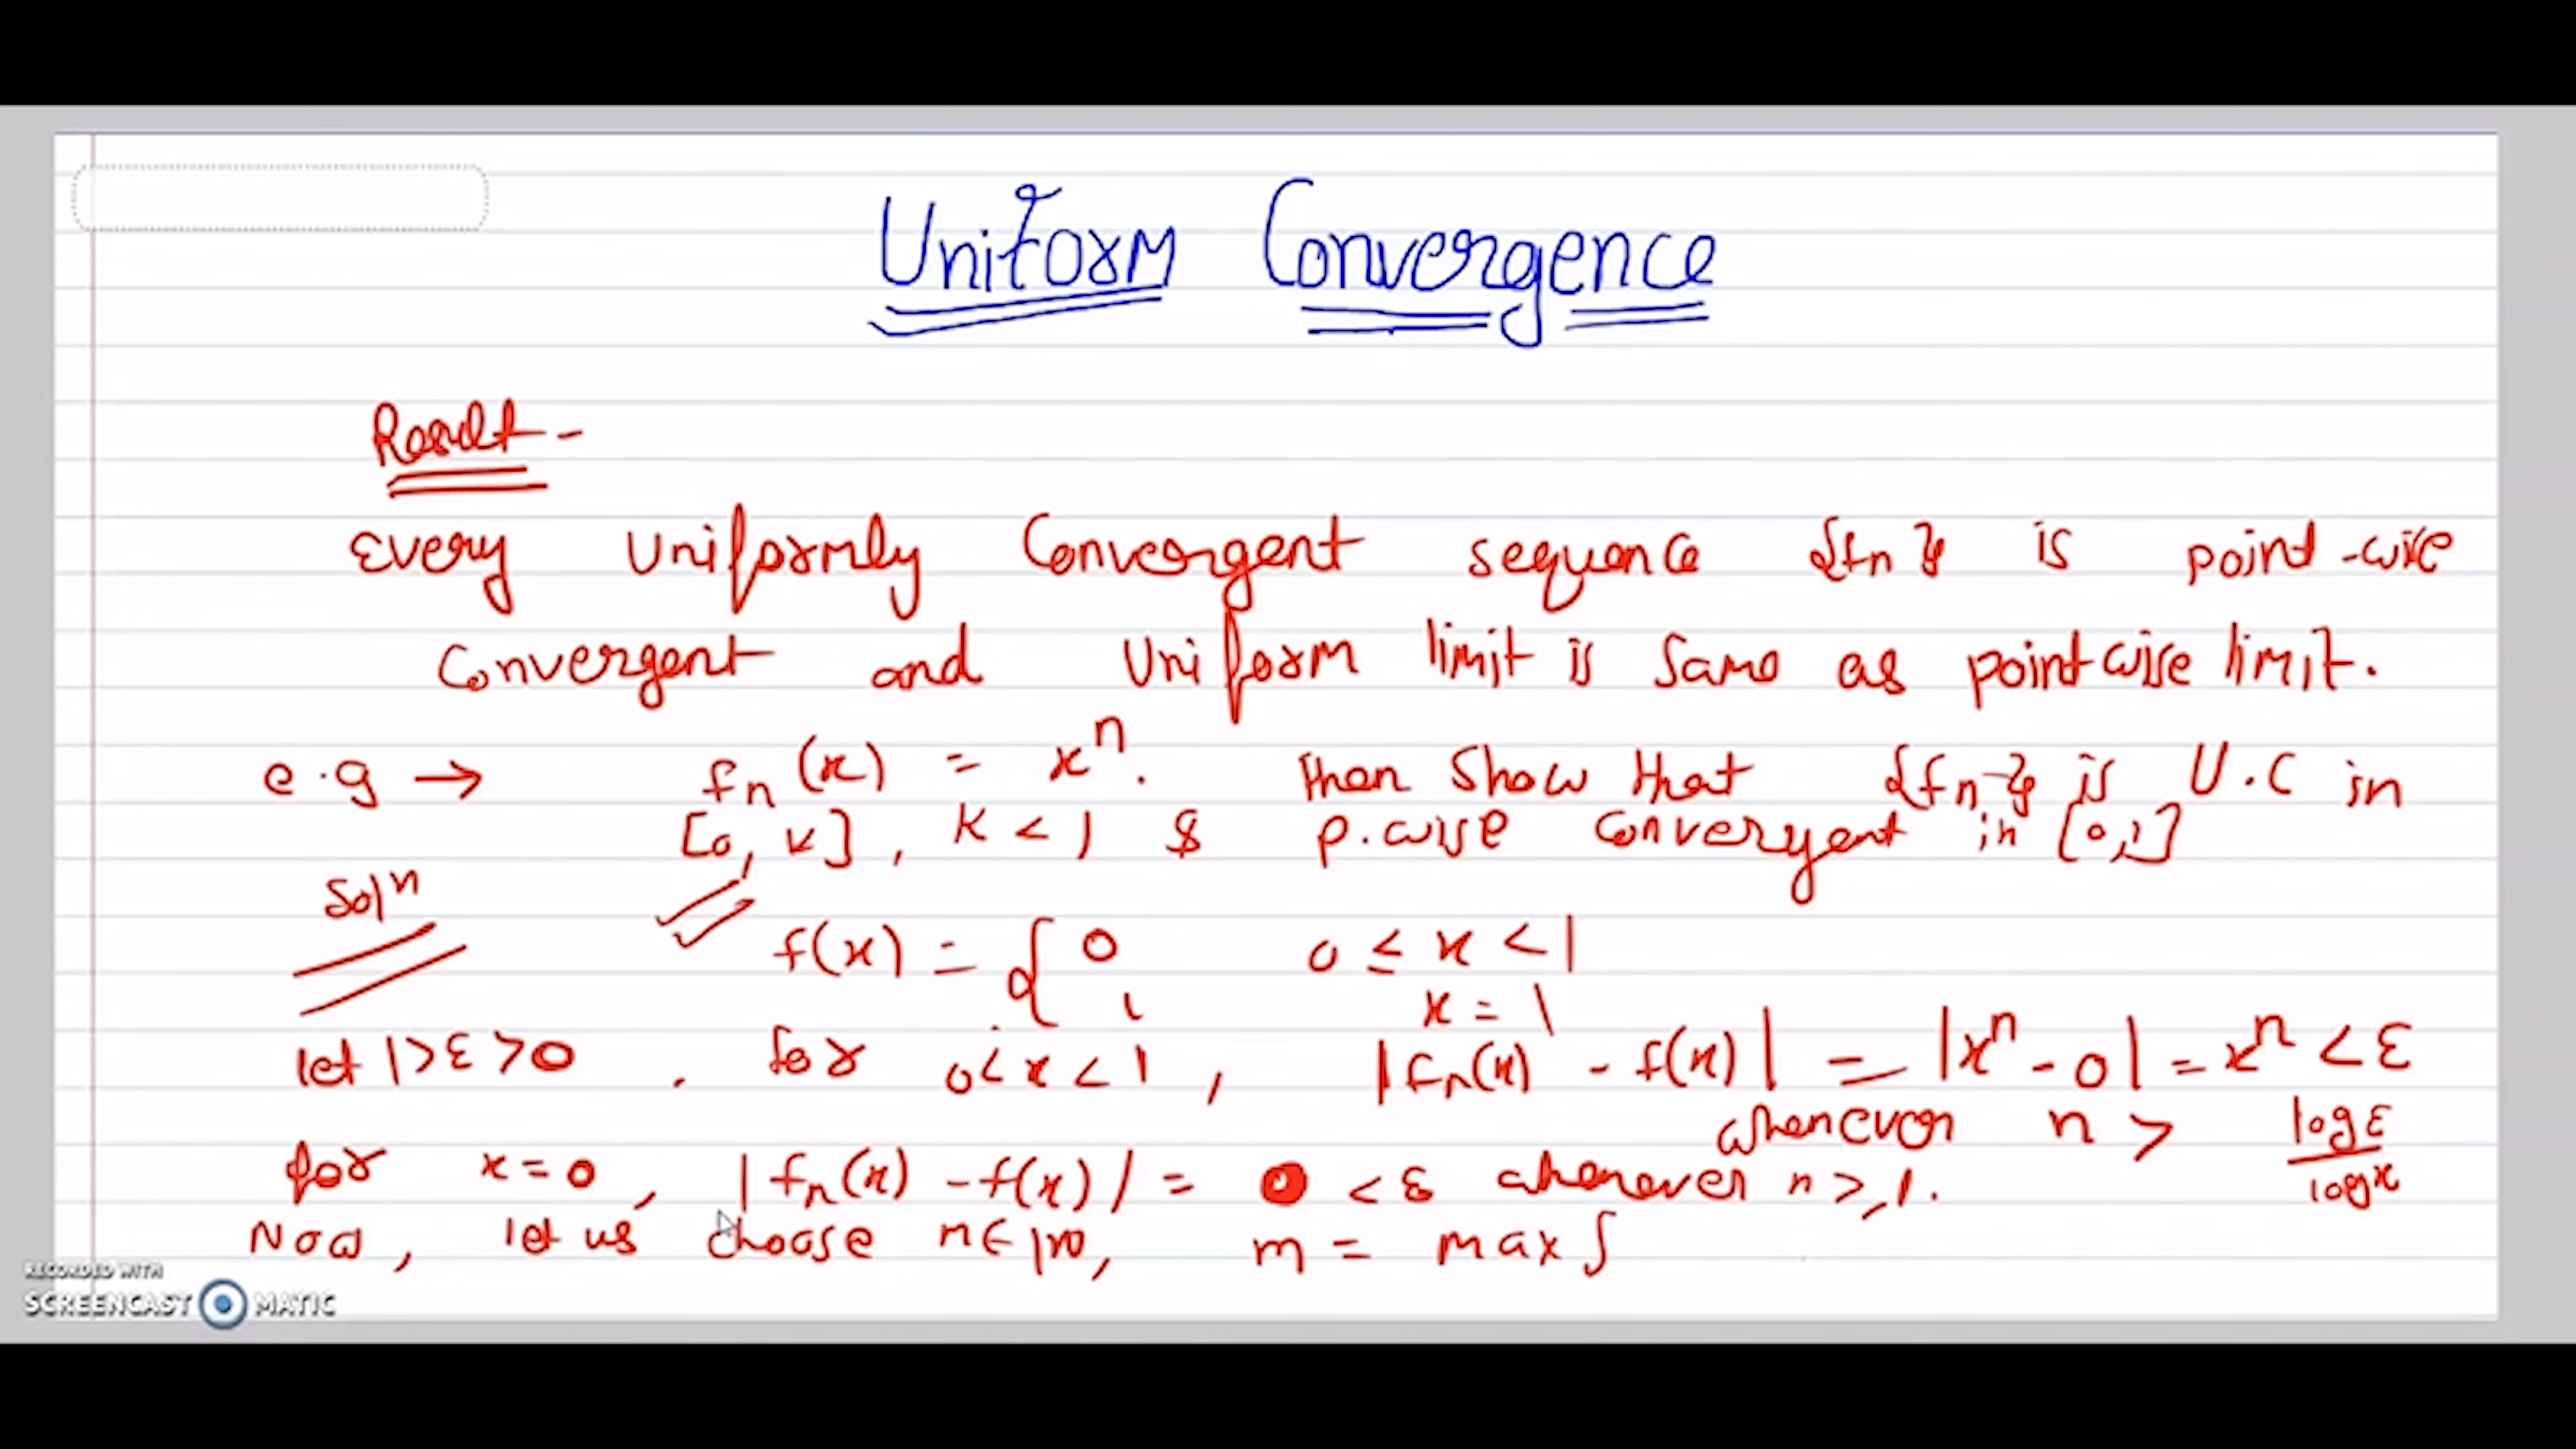 Uniform Convergence
Result-
Every Uniformly Convergent sequence {fn} is point-wise
Convergent and Uniform limit is same as pointwise limit.
e.g → fn(x) = xⁿ. Then show that {fn} is U.C in
[0, k], k < 1 & p.wise convergent in [0,1]
Solⁿ
f(x) = { 0 0 ≤ x < 1
1 x = 1
let 1>ε>0. for 0<x<1, |fn(x) - f(x)| = |xⁿ - 0| = xⁿ < ε
whenever n > logε/logx
for x=0, |fn(x) - f(x)| = 0 < ε whenever n ≥ 1.
Now, let us choose m∈ℕ, m = max {
RECORDED WITH
SCREENCAST MATIC